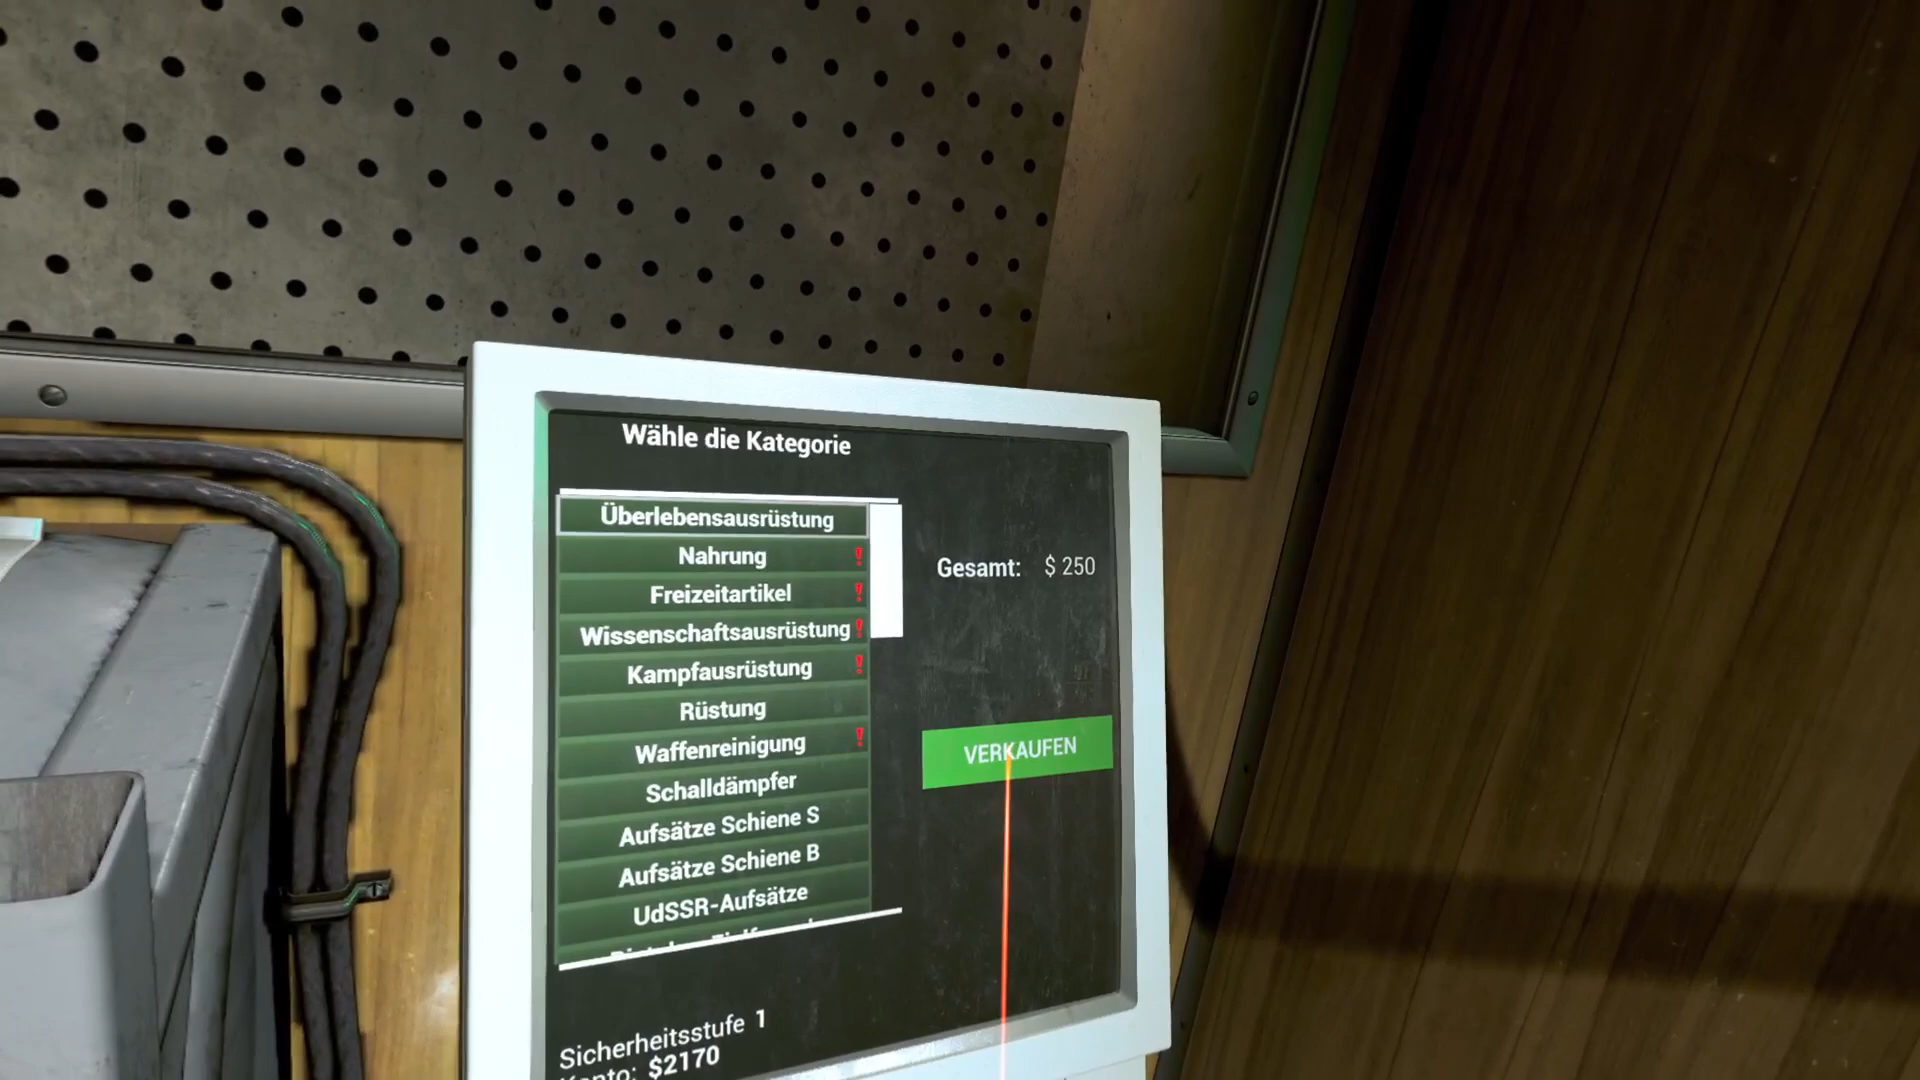 Wähle die Kategorie
Überlebensausrüstung
Nahrung !
Freizeitartikel !
Wissenschaftsausrüstung !
Kampfausrüstung !
Rüstung
Waffenreinigung !
Schalldämpfer
Aufsätze Schiene S
Aufsätze Schiene B
UdSSR-Aufsätze
Gesamt: $ 250
VERKAUFEN
Sicherheitsstufe 1
Konto: $2170